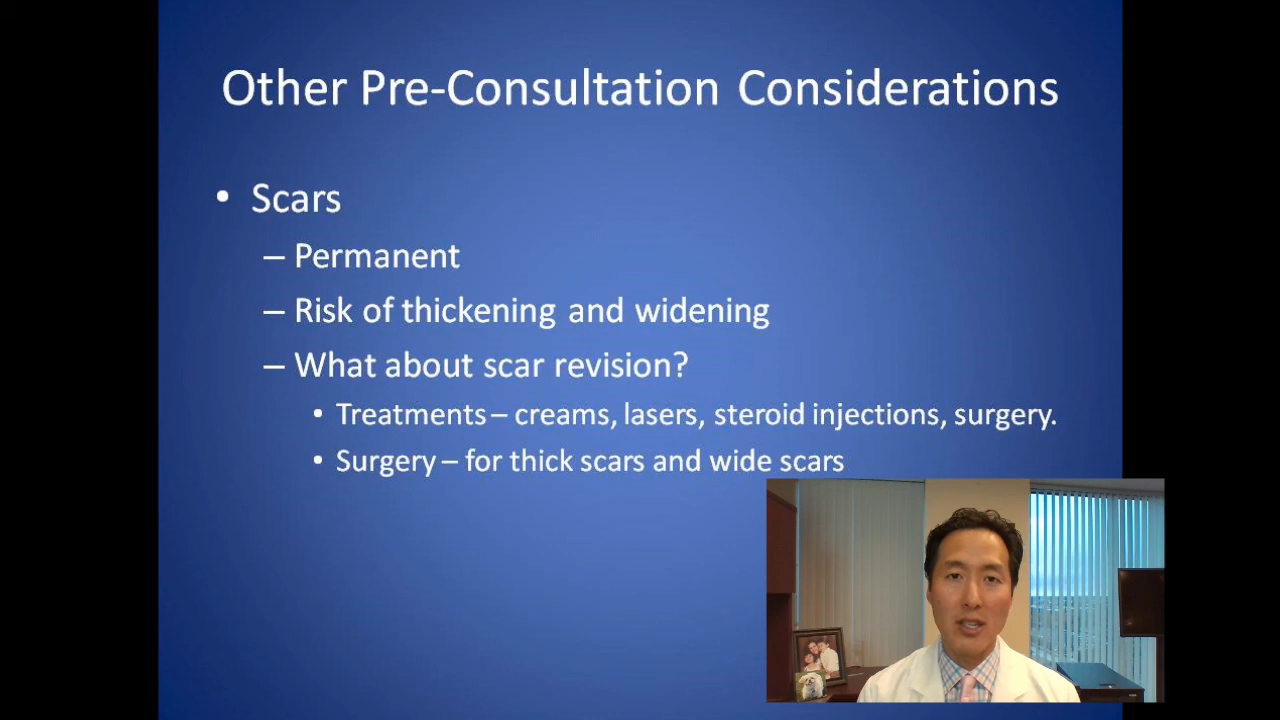 Other Pre-Consultation Considerations
• Scars
– Permanent
– Risk of thickening and widening
– What about scar revision?
• Treatments – creams, lasers, steroid injections, surgery.
• Surgery – for thick scars and wide scars